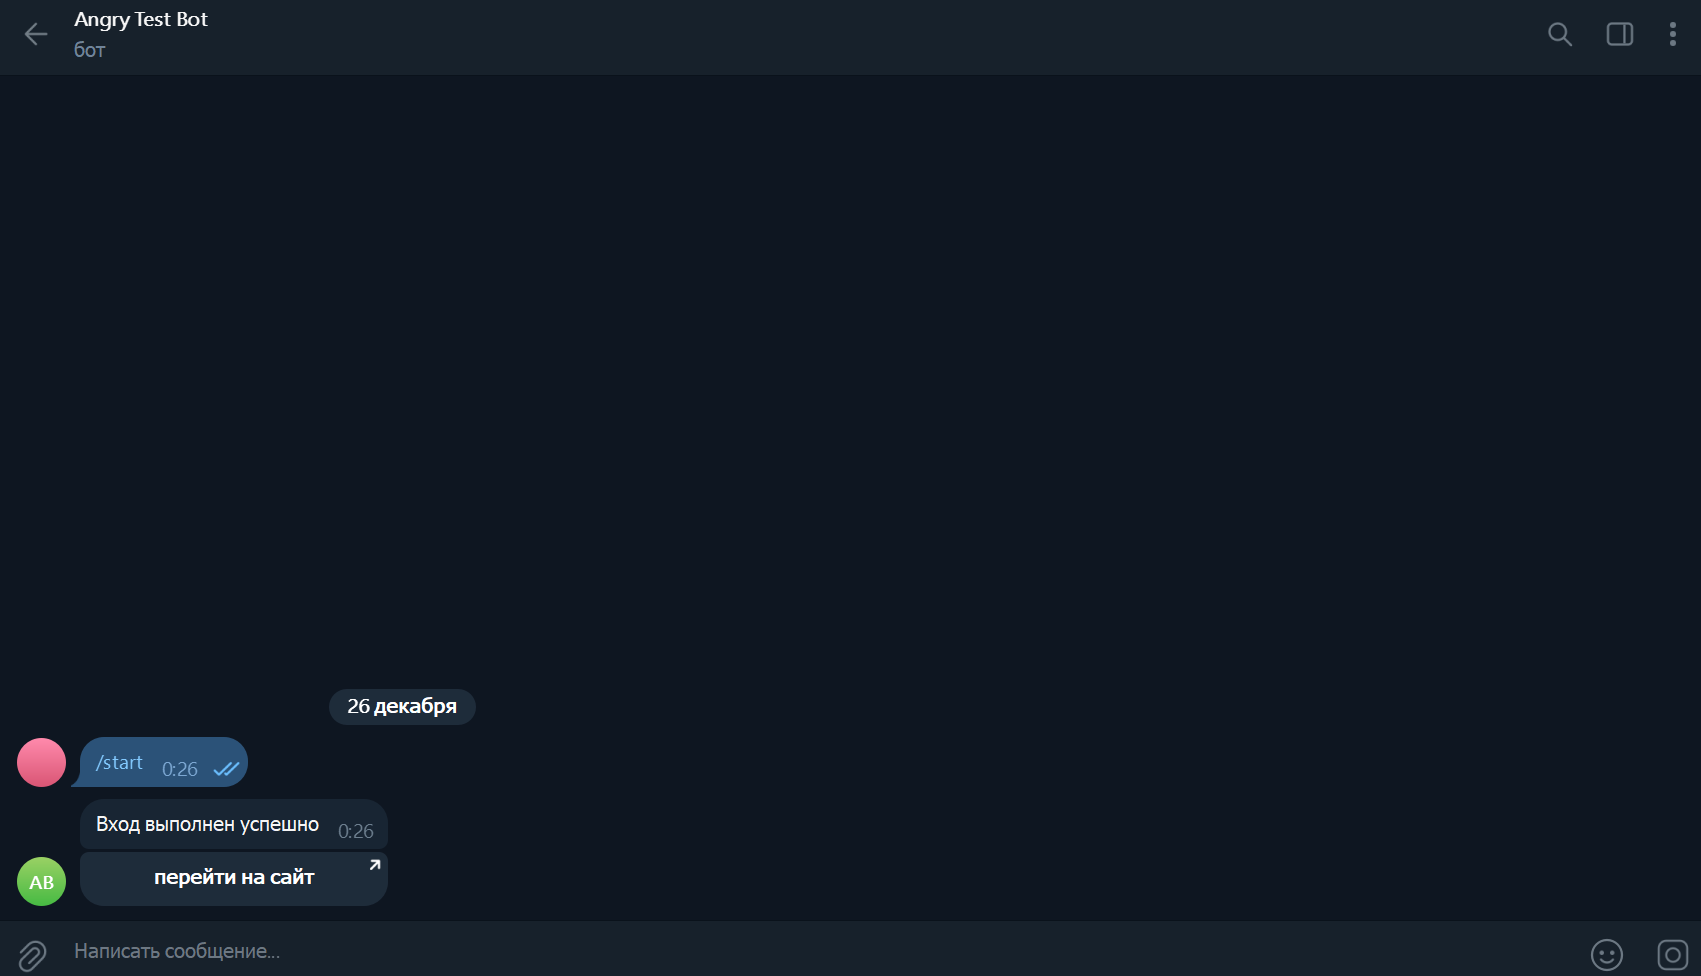 Angry Test Bot
бот
26 декабря
/start 0:26
Вход выполнен успешно 0:26
перейти на сайт
AB
Написать сообщение...